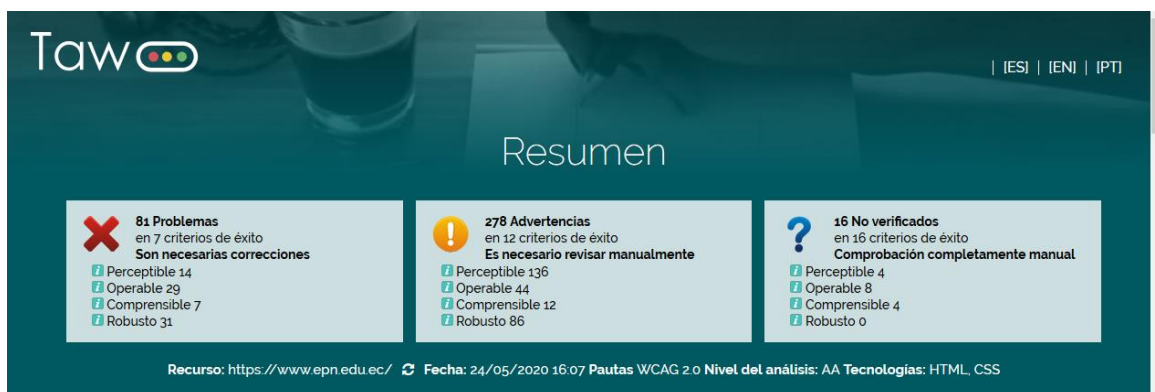 Taw
| [ES] | [EN] | [PT]
Resumen
81 Problemas
en 7 criterios de éxito
Son necesarias correcciones
Perceptible 14
Operable 29
Comprensible 7
Robusto 31
278 Advertencias
en 12 criterios de éxito
Es necesario revisar manualmente
Perceptible 136
Operable 44
Comprensible 12
Robusto 86
16 No verificados
en 16 criterios de éxito
Comprobación completamente manual
Perceptible 4
Operable 8
Comprensible 4
Robusto 0
Recurso: https://www.epn.edu.ec/ Fecha: 24/05/2020 16:07 Pautas WCAG 2.0 Nivel del análisis: AA Tecnologías: HTML, CSS